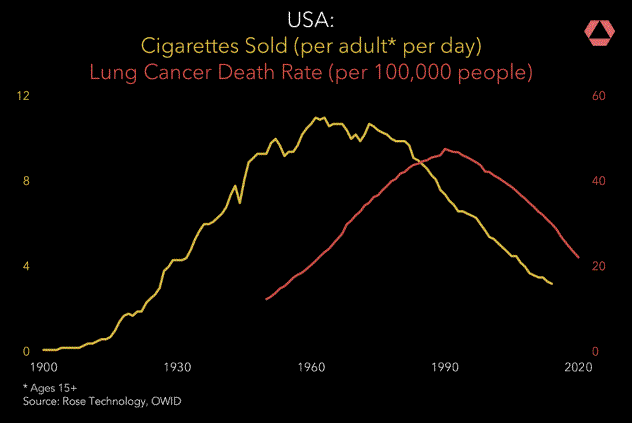 USA:
Cigarettes Sold (per adult* per day)
Lung Cancer Death Rate (per 100,000 people)
12 60
8 40
4 20
0 0
1900 1930 1960 1990 2020
* Ages 15+
Source: Rose Technology, OWID